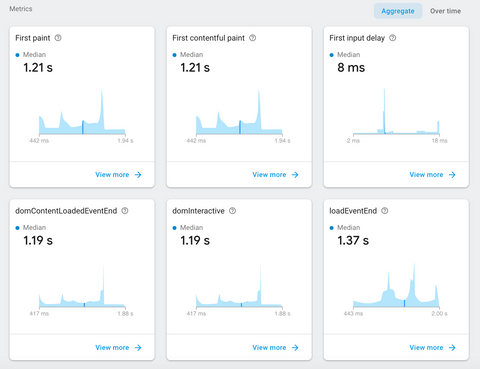 Metrics
Aggregate Over time
First paint
Median
1.21 s
442 ms 1.94 s
View more
First contentful paint
Median
1.21 s
442 ms 1.94 s
View more
First input delay
Median
8 ms
2 ms 18 ms
View more
domContentLoadedEventEnd
Median
1.19 s
417 ms 1.88 s
View more
domInteractive
Median
1.19 s
417 ms 1.88 s
View more
loadEventEnd
Median
1.37 s
443 ms 2.00 s
View more